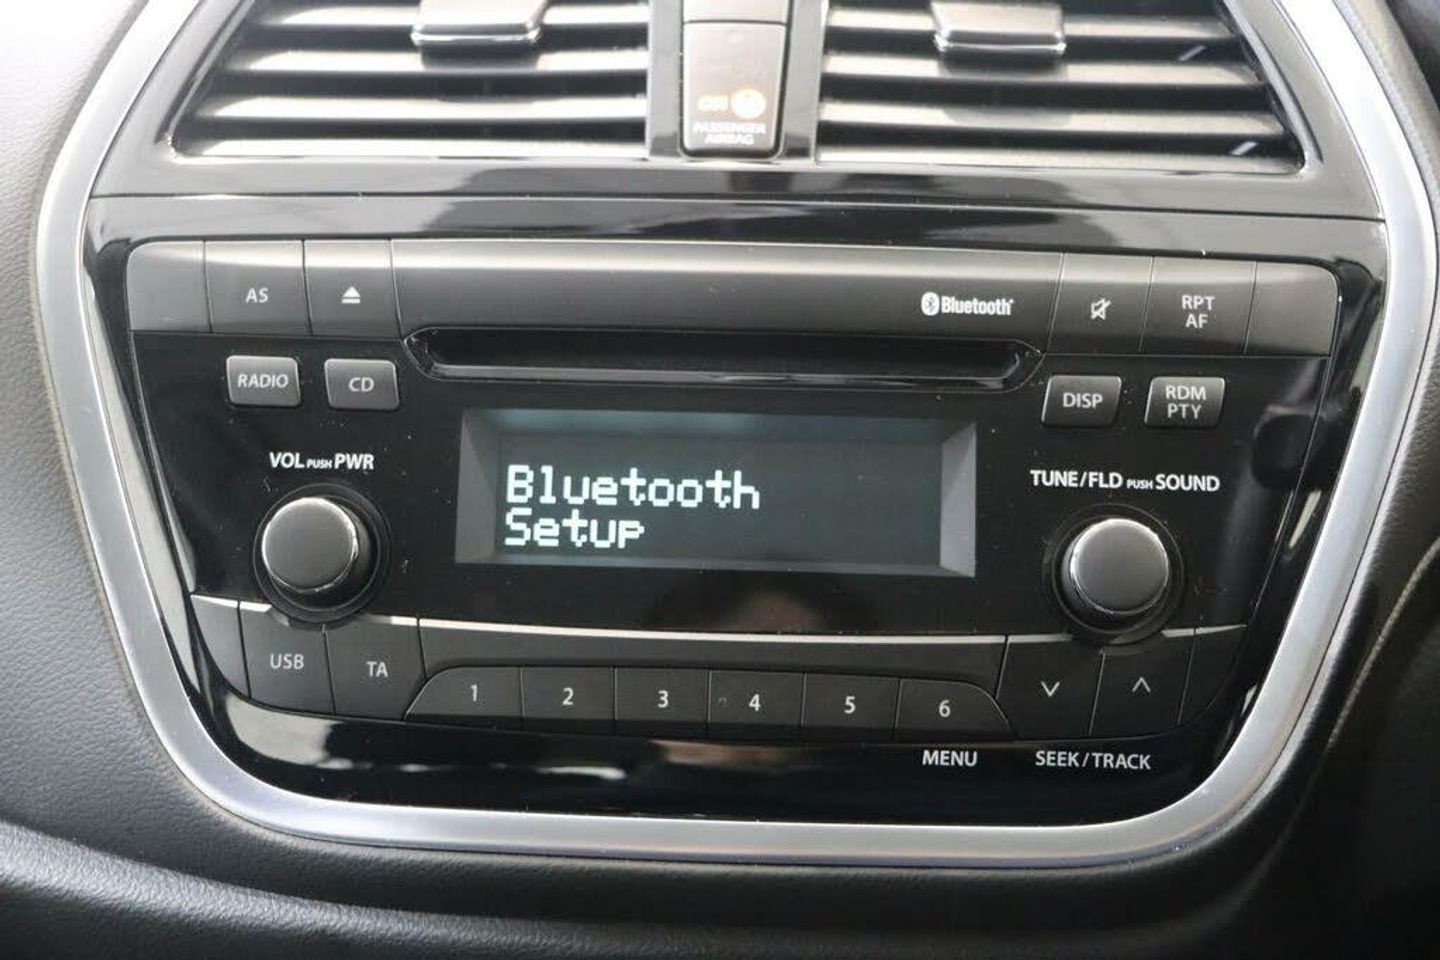 PASSENGER
AIRBAG
AS
Bluetooth
RPT
AF
RADIO
CD
DISP
RDM
PTY
VOL PUSH PWR
TUNE/FLD PUSH SOUND
Bluetooth
Setup
USB
TA
1
2
3
4
5
6
MENU
SEEK/TRACK